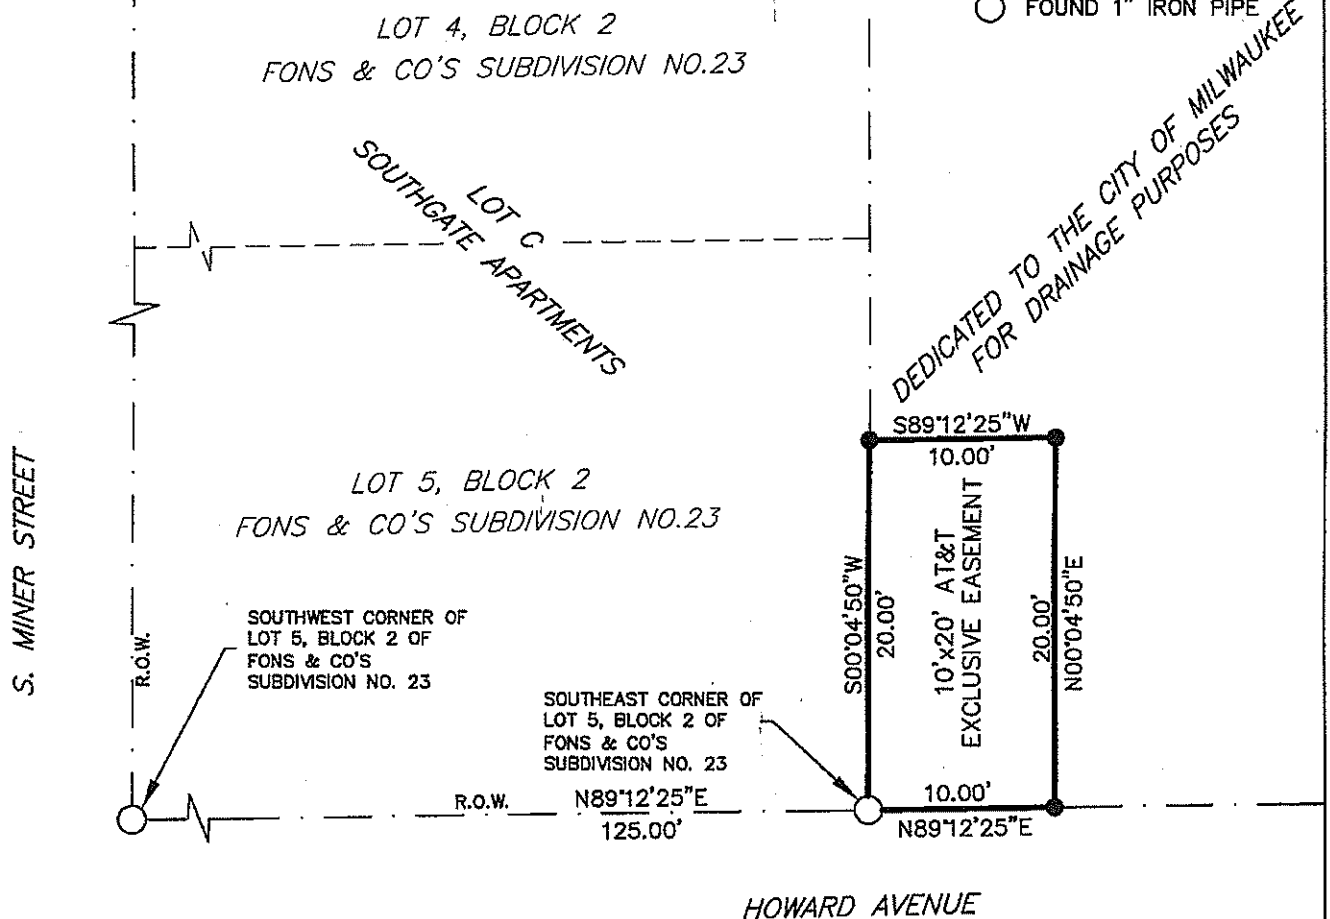 FOUND 1" IRON PIPE
LOT 4, BLOCK 2
FONS & CO'S SUBDIVISION NO.23
LOT C
SOUTHGATE APARTMENTS
DEDICATED TO THE CITY OF MILWAUKEE
FOR DRAINAGE PURPOSES
S89°12'25"W
10.00'
LOT 5, BLOCK 2
FONS & CO'S SUBDIVISION NO.23
S. MINER STREET
R.O.W.
SOUTHWEST CORNER OF
LOT 5, BLOCK 2 OF
FONS & CO'S
SUBDIVISION NO. 23
SOUTHEAST CORNER OF
LOT 5, BLOCK 2 OF
FONS & CO'S
SUBDIVISION NO. 23
S00°04'50"W
20.00'
10'x20' AT&T
EXCLUSIVE EASEMENT
20.00'
N00°04'50"E
R.O.W.
N89°12'25"E
125.00'
10.00'
N89°12'25"E
HOWARD AVENUE